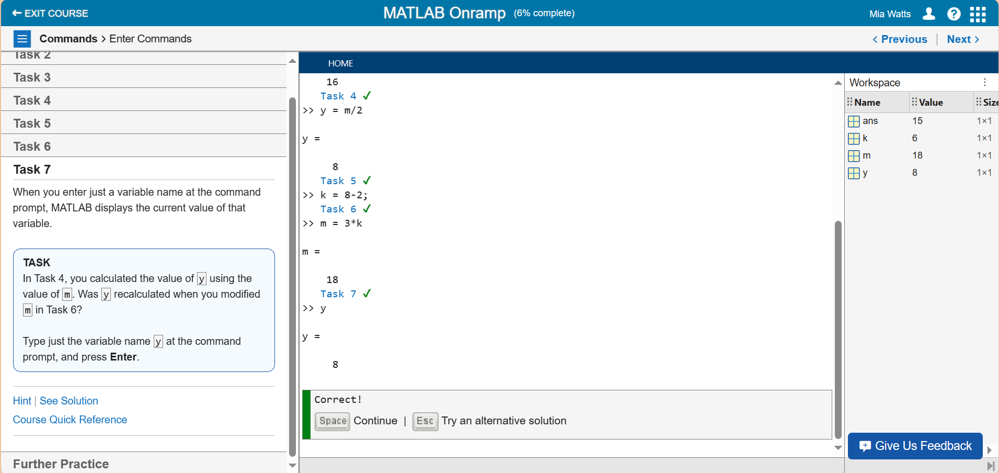 EXIT COURSE
MATLAB Onramp (6% complete)
Mia Watts
Commands > Enter Commands
< Previous | Next >
Task 2
Task 3
Task 4
Task 5
Task 6
Task 7
When you enter just a variable name at the command
prompt, MATLAB displays the current value of that
variable.
TASK
In Task 4, you calculated the value of y using the
value of m. Was y recalculated when you modified
m in Task 6?
Type just the variable name y at the command
prompt, and press Enter.
Hint | See Solution
Course Quick Reference
Further Practice
HOME
16
Task 4 ✓
>> y = m/2
y =
8
Task 5 ✓
>> k = 8-2;
Task 6 ✓
>> m = 3*k
m =
18
Task 7 ✓
>> y
y =
8
Correct!
Space Continue | Esc Try an alternative solution
Workspace
Name Value Size
ans 15 1×1
k 6 1×1
m 18 1×1
y 8 1×1
Give Us Feedback